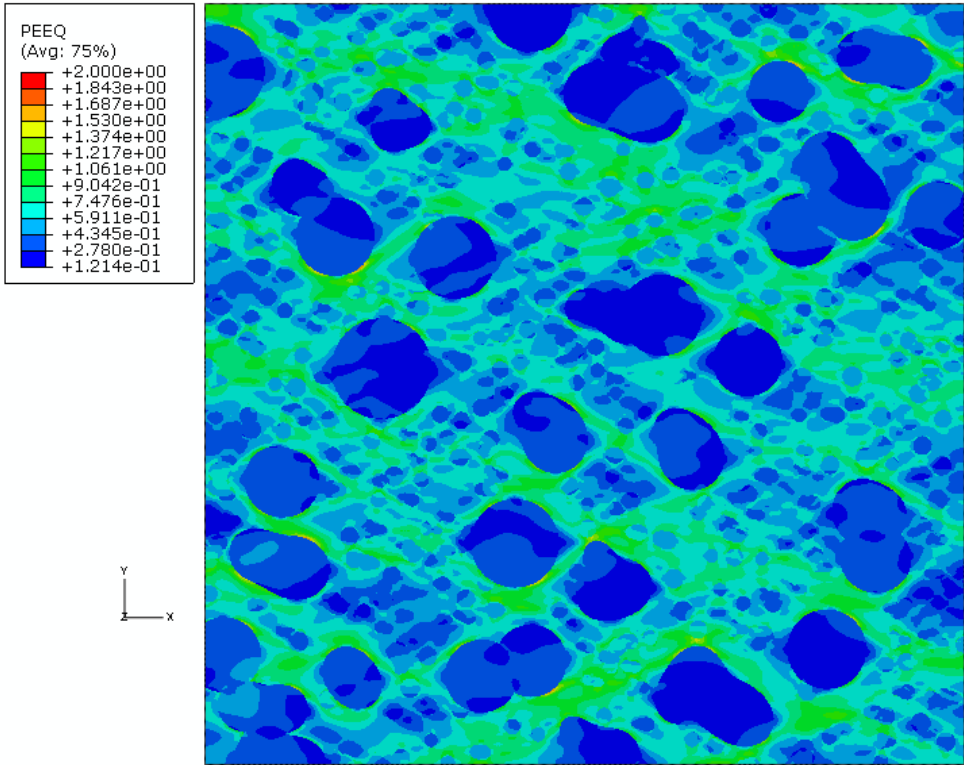 PEEQ
(Avg: 75%)
+2.000e+00
+1.843e+00
+1.687e+00
+1.530e+00
+1.374e+00
+1.217e+00
+1.061e+00
+9.042e-01
+7.476e-01
+5.911e-01
+4.345e-01
+2.780e-01
+1.214e-01
Y
Z X